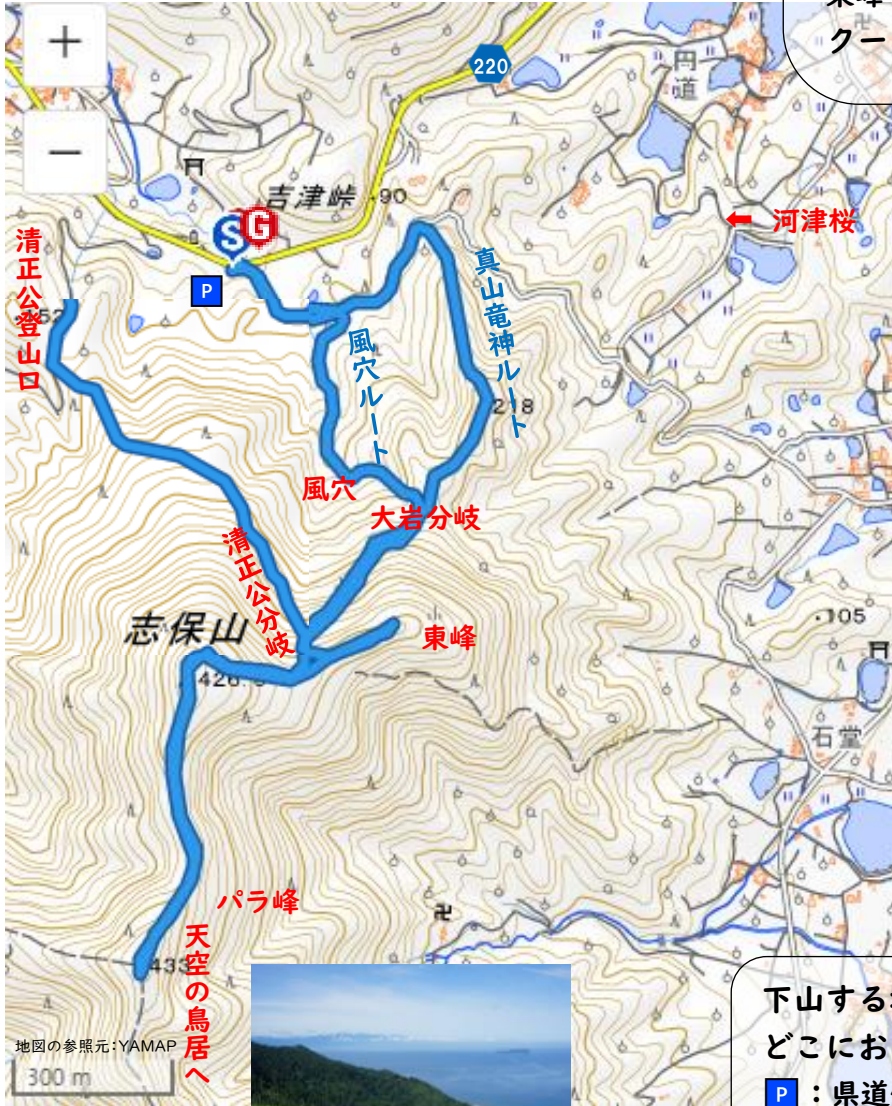 東峰
クー
+
−
220
円道
吉津峠 ・90
S
G
河津桜
P
清正公登山口
風穴ルート
真山竜神ルート
218
風穴
大岩分岐
清正公分岐
志保山
東峰
・105
石堂
パラ峰
天空の鳥居へ
433
地図の参照元:YAMAP
300 m
下山する
どこにお
P:県道